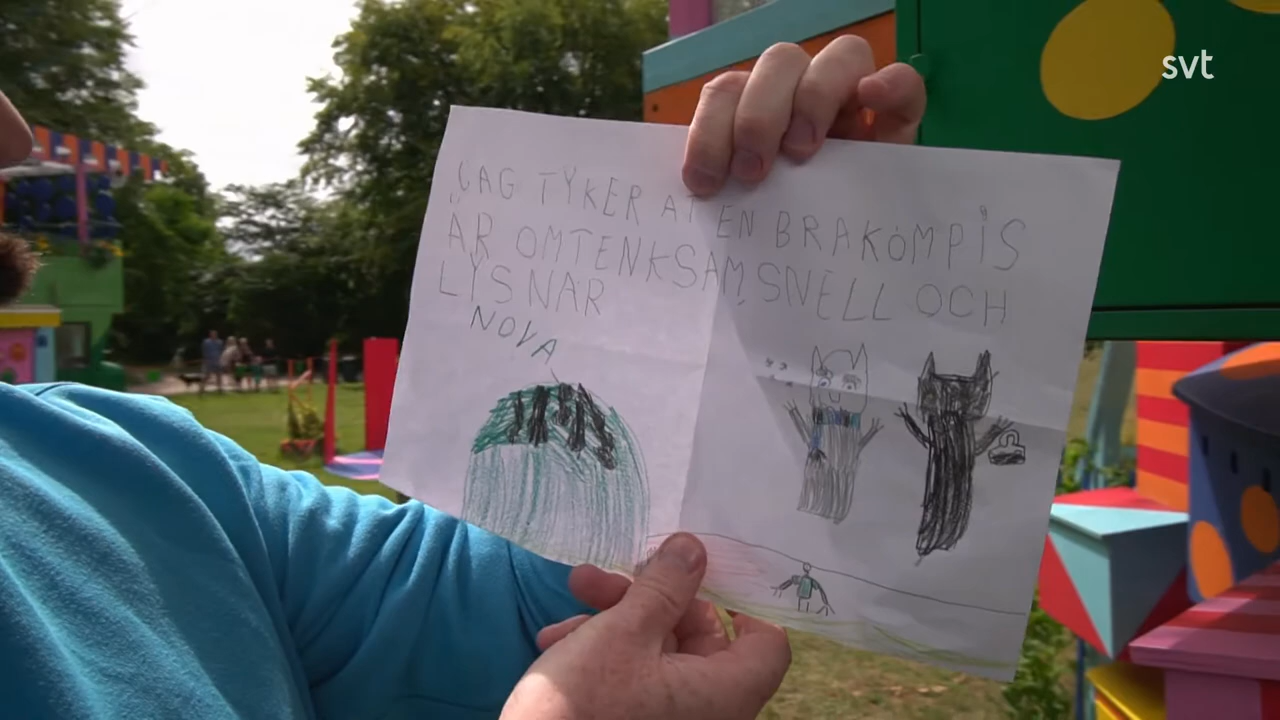 svt
JAG TYKER AT EN BRAKOMPIS
ÄR OMTENKSAM, SNELL OCH
LYSNAR
NOVA